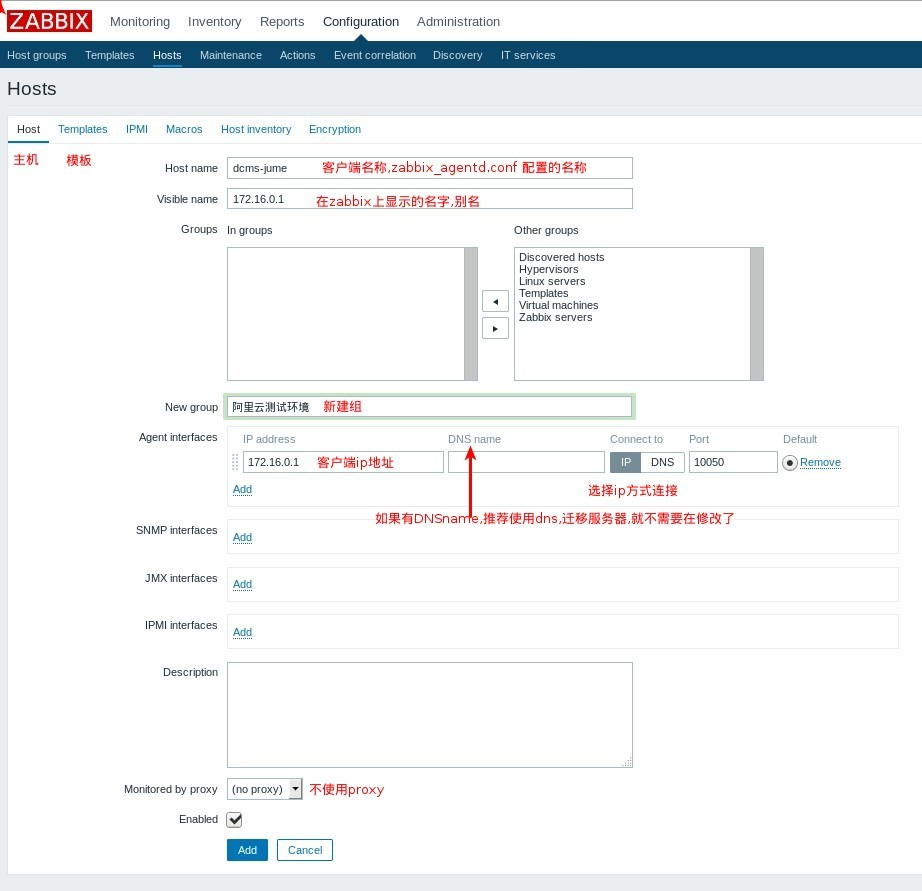 ZABBIX Monitoring Inventory Reports Configuration Administration
Host groups Templates Hosts Maintenance Actions Event correlation Discovery IT services
Hosts
Host Templates IPMI Macros Host inventory Encryption
主机 模板
Host name dcms-jume 客户端名称,zabbix_agentd.conf 配置的名称
Visible name 172.16.0.1 在zabbix上显示的名字,别名
Groups In groups Other groups
Discovered hosts
Hypervisors
Linux servers
Templates
Virtual machines
Zabbix servers
New group 阿里云测试环境 新建组
Agent interfaces IP address DNS name Connect to Port Default
172.16.0.1 客户端ip地址 IP DNS 10050 Remove
Add 选择ip方式连接
如果有DNSname,推荐使用dns,迁移服务器,就不需要在修改了
SNMP interfaces Add
JMX interfaces Add
IPMI interfaces Add
Description
Monitored by proxy (no proxy) 不使用proxy
Enabled
Add Cancel